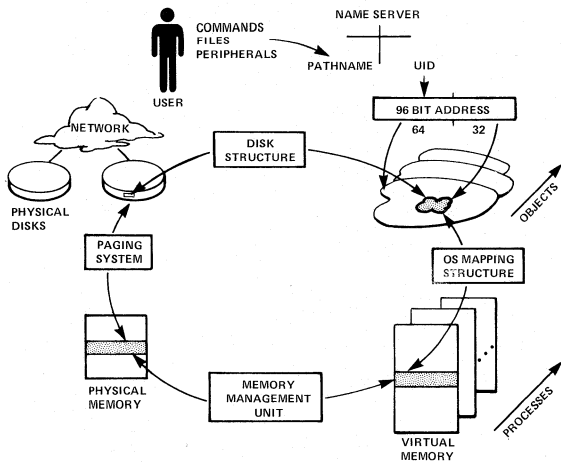 NAME SERVER
COMMANDS
FILES
PERIPHERALS
PATHNAME
UID
USER
96 BIT ADDRESS
64
32
NETWORK
DISK
STRUCTURE
PHYSICAL
DISKS
OBJECTS
PAGING
SYSTEM
OS MAPPING
STRUCTURE
PHYSICAL
MEMORY
MEMORY
MANAGEMENT
UNIT
VIRTUAL
MEMORY
PROCESSES